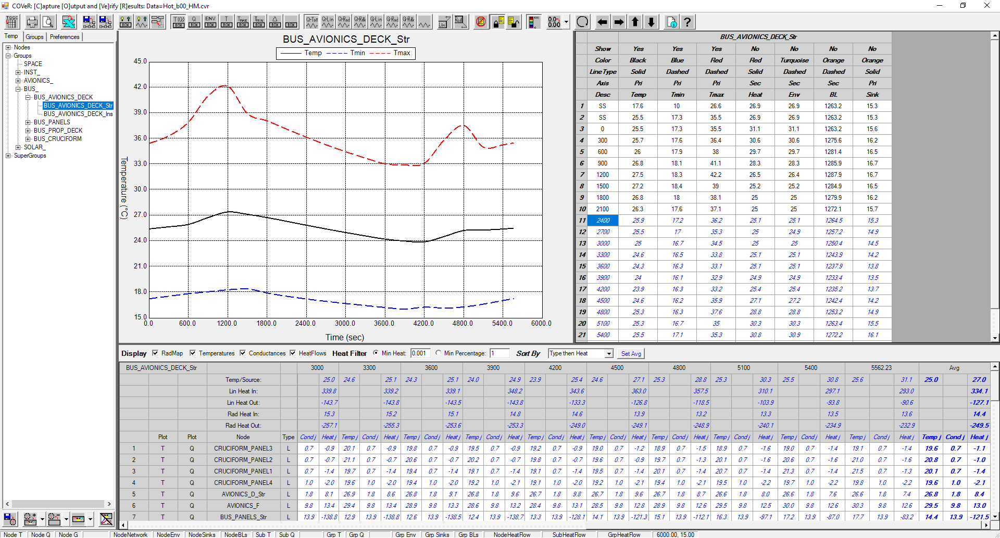 COVeR: [C]apture [O]utput and [Ve]rify [R]esults: Data=Hot_b00_HM.cvr
Temp Groups Preferences
Nodes
Groups
SPACE
INST_
AVIONICS_
BUS_
BUS_AVIONICS_DECK
BUS_AVIONICS_DECK_Str
BUS_AVIONICS_DECK_Ins
BUS_PANELS
BUS_PROP_DECK
BUS_CRUCIFORM
SOLAR_
SuperGroups
BUS_AVIONICS_DECK_Str
Temp Tmin Tmax
45.0
42.0
39.0
36.0
33.0
30.0
27.0
24.0
21.0
18.0
15.0
Temperature (°C)
0.0 600.0 1200.0 1800.0 2400.0 3000.0 3600.0 4200.0 4800.0 5400.0 6000.0
Time (sec)
BUS_AVIONICS_DECK_Str
Show Yes Yes Yes No No No No
Color Black Blue Red Red Turquoise Orange Orange
LineType Solid Dashed Dashed Solid Dashed Dashed Solid
Axis Pri Pri Pri Sec Sec Sec Pri
Desc Temp Tmin Tmax Heat Env BL Sink
1 SS 17.6 10 26.6 26.9 26.9 1263.2 15.3
2 SS 25.5 17.3 35.5 26.9 26.9 1263.2 15.3
3 0 25.5 17.3 35.5 31.1 31.1 1263.2 15.6
4 300 25.7 17.6 36.4 30.6 30.6 1275.6 16.2
5 600 26 17.9 38 29.7 29.7 1281.4 16.5
6 900 26.8 18.1 41.1 28.3 28.3 1285.9 16.7
7 1200 27.5 18.3 42.2 26.5 26.4 1287.9 16.7
8 1500 27.2 18.4 39 25.2 25.2 1284.9 16.5
9 1800 26.8 18 38.1 25 25 1279.9 16.2
10 2100 26.3 17.6 37.1 25 25 1272.1 15.7
11 2400 25.9 17.2 36.2 25.1 25.1 1264.5 15.3
12 2700 25.5 17 35.3 25 24.9 1257.2 14.9
13 3000 25 16.7 34.5 25 25 1250.4 14.5
14 3300 24.6 16.5 33.8 25.1 25.1 1243.9 14.2
15 3600 24.3 16.3 33.1 25.1 25.1 1237.9 13.8
16 3900 24 16.1 32.9 24.9 24.9 1233.4 13.5
17 4200 23.9 16.3 33.2 25.4 25.4 1235.2 13.7
18 4500 24.6 16.2 35.9 27.1 27.2 1242.4 14.2
19 4800 25.3 16.3 37.6 28.8 28.8 1253.2 14.9
20 5100 25.3 16.7 35 30.3 30.3 1263.4 15.5
21 5400 25.5 17.1 35.3 30.8 30.9 1272.2 16.1
Display RadMap Temperatures Conductances HeatFlows Heat Filter Min Heat: 0.001 Min Percentage: 1 Sort By Type then Heat Set Avg
BUS_AVIONICS_DECK_Str 3000 3300 3600 3900 4200 4500 4800 5100 5400 5562.23 Avg
Temp/Source: 25.0 24.6 25.1 24.3 25.1 24.0 24.9 23.9 25.4 24.6 27.1 25.3 28.8 25.3 30.3 25.5 30.8 25.6 31.1 25.0 27.0
Lin Heat In: 339.8 339.2 339.1 348.2 343.6 363.0 357.5 310.1 297.1 293.0 334.1
Lin Heat Out: -143.7 -143.8 -143.5 -143.8 -133.3 -126.8 -118.5 -103.9 -93.8 -90.6 -127.1
Rad Heat In: 15.3 15.2 15.1 14.8 14.6 13.9 13.2 13.3 13.5 13.6 14.4
Rad Heat Out: -257.1 -255.3 -253.6 -253.3 -249.0 -249.1 -248.9 -240.1 -234.9 -232.9 -249.5
Plot Plot Node Type Cond j Heat j Temp j Cond j Heat j Temp j Cond j Heat j Temp j Cond j Heat j Temp j Cond j Heat j Temp j Cond j Heat j Temp j Cond j Heat j Temp j Cond j Heat j Temp j Cond j Heat j Temp j Cond j Heat j Temp j Cond j Heat j
1 T Q CRUCIFORM_PANEL3 L 0.7 -0.9 20.1 0.7 -0.9 19.8 0.7 -0.9 19.5 0.7 -0.9 19.2 0.7 -0.9 19.0 0.7 -1.2 18.9 0.7 -1.5 18.9 0.7 -1.6 19.0 0.7 -1.4 19.1 0.7 -1.4 19.6 0.7 -1.1
2 T Q CRUCIFORM_PANEL2 L 0.7 -0.7 21.1 0.7 -0.7 20.6 0.7 -0.7 20.2 0.7 -0.7 19.8 0.7 -0.7 19.6 0.7 -0.9 19.7 0.7 -1.3 20.1 0.7 -1.6 20.6 0.7 -1.6 21.0 0.7 -1.6 20.8 0.7 -1.0
3 T Q CRUCIFORM_PANEL1 L 0.7 -1.4 19.7 0.7 -1.4 19.4 0.7 -1.4 19.1 0.7 -1.4 19.1 0.7 -1.4 19.5 0.7 -1.4 20.1 0.7 -1.4 20.7 0.7 -1.4 21.3 0.7 -1.4 21.5 0.7 -1.3 20.1 0.7 -1.4
4 T Q CRUCIFORM_PANEL4 L 1.0 -2.0 19.6 1.0 -2.0 19.4 1.0 -2.0 19.2 1.0 -2.1 19.1 1.0 -2.0 19.2 1.0 -2.1 19.4 1.0 -2.1 19.5 1.0 -2.2 19.7 1.0 -2.2 19.8 1.0 -2.2 19.6 1.0 -2.1
5 T Q AVIONICS_D_Str L 1.8 8.1 26.9 1.8 8.6 26.8 1.8 9.1 26.8 1.8 9.6 26.7 1.8 9.8 26.7 1.8 9.6 26.7 1.8 8.7 26.6 1.8 8.0 26.6 1.8 7.6 26.6 1.8 7.4 26.8 1.8 8.4
6 T Q AVIONICS_F L 9.8 13.4 29.4 9.8 13.4 28.9 9.8 13.3 28.6 9.8 13.2 28.4 9.8 13.1 28.5 9.8 12.8 28.9 9.8 12.6 29.5 9.8 12.5 30.0 9.8 12.6 30.3 9.8 12.6 29.5 9.8 13.0
7 T Q BUS_PANELS_Str L 13.9 -138.8 12.9 13.9 -138.8 12.6 13.9 -138.5 12.4 13.9 -138.7 13.3 13.9 -128.1 14.1 13.9 -121.3 15.1 13.9 -112.1 16.3 13.9 -97.1 17.2 13.9 -87.0 17.7 13.9 -83.2 14.4 13.9 -121.5
Node T Node Q Node G NodeNetwork NodeEnv NodeSinks NodeBLs Sub T Sub Q Grp T Grp Q Grp Env Grp Sinks Grp BLs NodeHeatFlow SubHeatFlow GrpHeatFlow 6000.00, 15.00